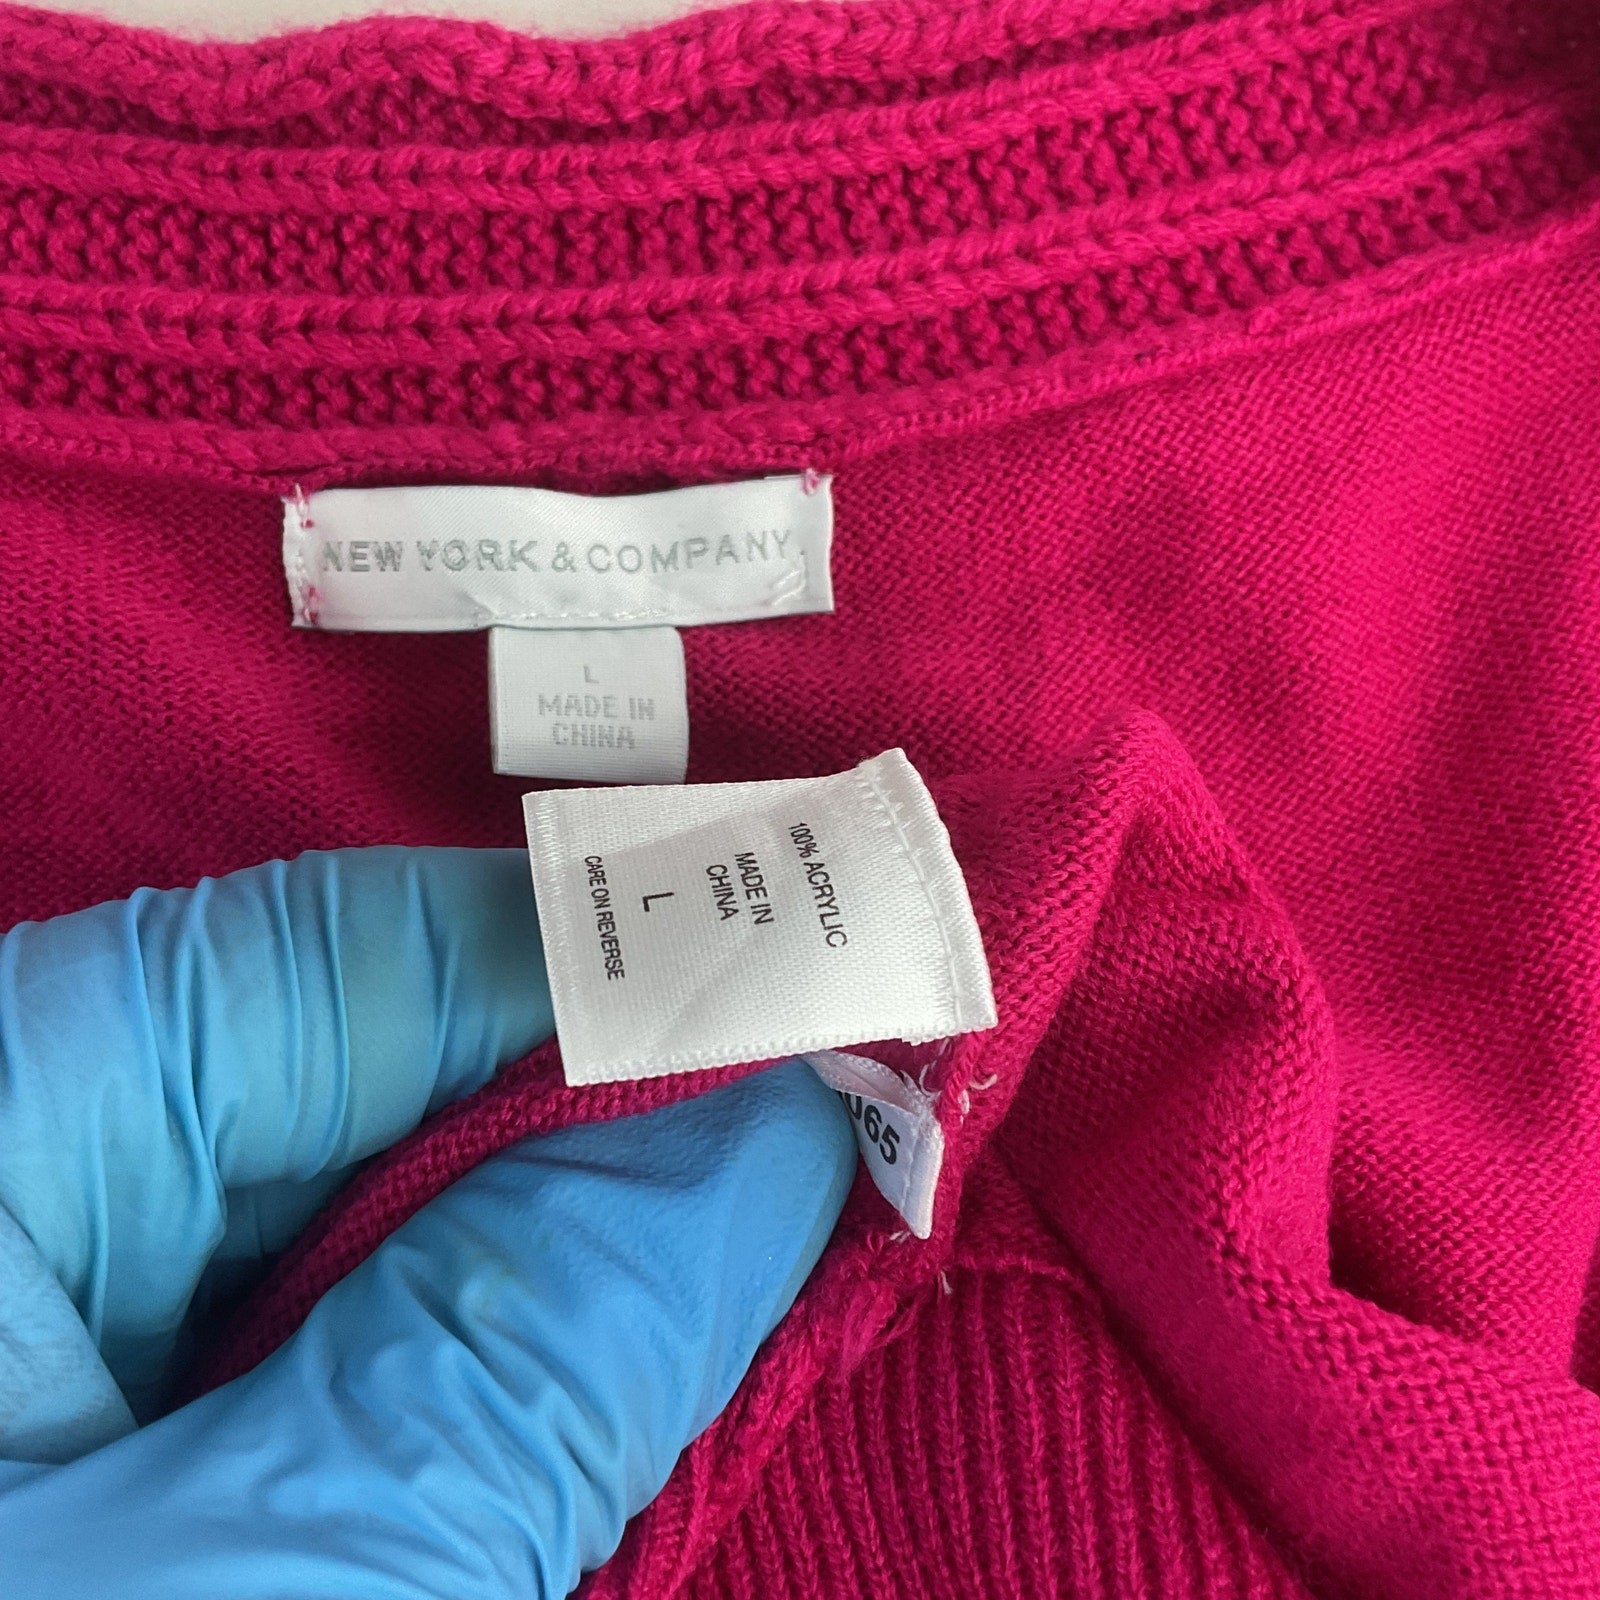 NEW YORK & COMPANY
L
MADE IN
CHINA
100% ACRYLIC
MADE IN
CHINA
L
CARE ON REVERSE
065